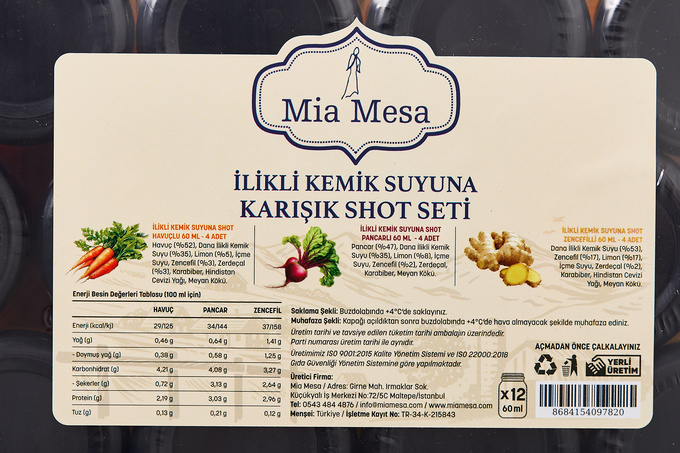 Mia Mesa
İLİKLİ KEMİK SUYUNA
KARIŞIK SHOT SETİ
İLİKLİ KEMİK SUYUNA SHOT
HAVUÇLU 60 ML - 4 ADET
Havuç (%52), Dana İlikli Kemik
Suyu (%35), Limon (%5), İçme
Suyu, Zencefil (%3), Zerdeçal
(%3), Karabiber, Hindistan
Cevizi Yağı, Meyan Kökü.
İLİKLİ KEMİK SUYUNA SHOT
PANCARLI 60 ML - 4 ADET
Pancar (%47), Dana İlikli Kemik Suyu
(%35), Limon (%8), İçme Suyu,
Zencefil (%6), Zerdeçal (%2),
Karabiber, Meyan Kökü.
İLİKLİ KEMİK SUYUNA SHOT
ZENCEFİLLİ 60 ML - 4 ADET
Dana İlikli Kemik Suyu (%53),
Limon (%17), Zencefil (%17),
İçme Suyu, Zerdeçal (%2),
Karabiber, Hindistan Cevizi
Yağı, Meyan Kökü.
Enerji Besin Değerleri Tablosu (100 ml için)
HAVUÇ PANCAR ZENCEFİL
Enerji (kcal/kj) 29/125 34/144 37/158
Yağ (g) 0,46 g 0,64 g 1,41 g
- Doymuş yağ (g) 0,38 g 0,58 g 1,25 g
Karbonhidrat (g) 4,21 g 4,08 g 3,27 g
- Şekerler (g) 0,72 g 3,13 g 2,64 g
Protein (g) 2,19 g 3,03 g 2,96 g
Tuz (g) 0,13 g 0,21 g 0,12 g
Saklama Şekli: Buzdolabında +4°C'de saklayınız.
Muhafaza Şekli: Kapağı açıldıktan sonra buzdolabında +4°C'de hava almayacak şekilde muhafaza ediniz.
Üretim tarihi ve tavsiye edilen tüketim tarihi ambalajın üzerindedir.
Parti numarası üretim tarihi ile aynıdır.
Üretimimiz ISO 9001:2015 Kalite Yönetim Sistemi ve ISO 22000:2018
Gıda Güvenliği Yönetim Sistemine göre yapılmaktadır.
Üretici Firma:
Mia Mesa / Adres: Girne Mah. Irmaklar Sok.
Küçükyalı İş Merkezi No:72/5C Maltepe/İstanbul
Tel: 0543 484 4876 / info@miamesa.com / www.miamesa.com
Menşei: Türkiye / İşletme Kayıt No: TR-34-K-215843
AÇMADAN ÖNCE ÇALKALAYINIZ
YERLİ
ÜRETİM
x12
60 ml
8684154097820